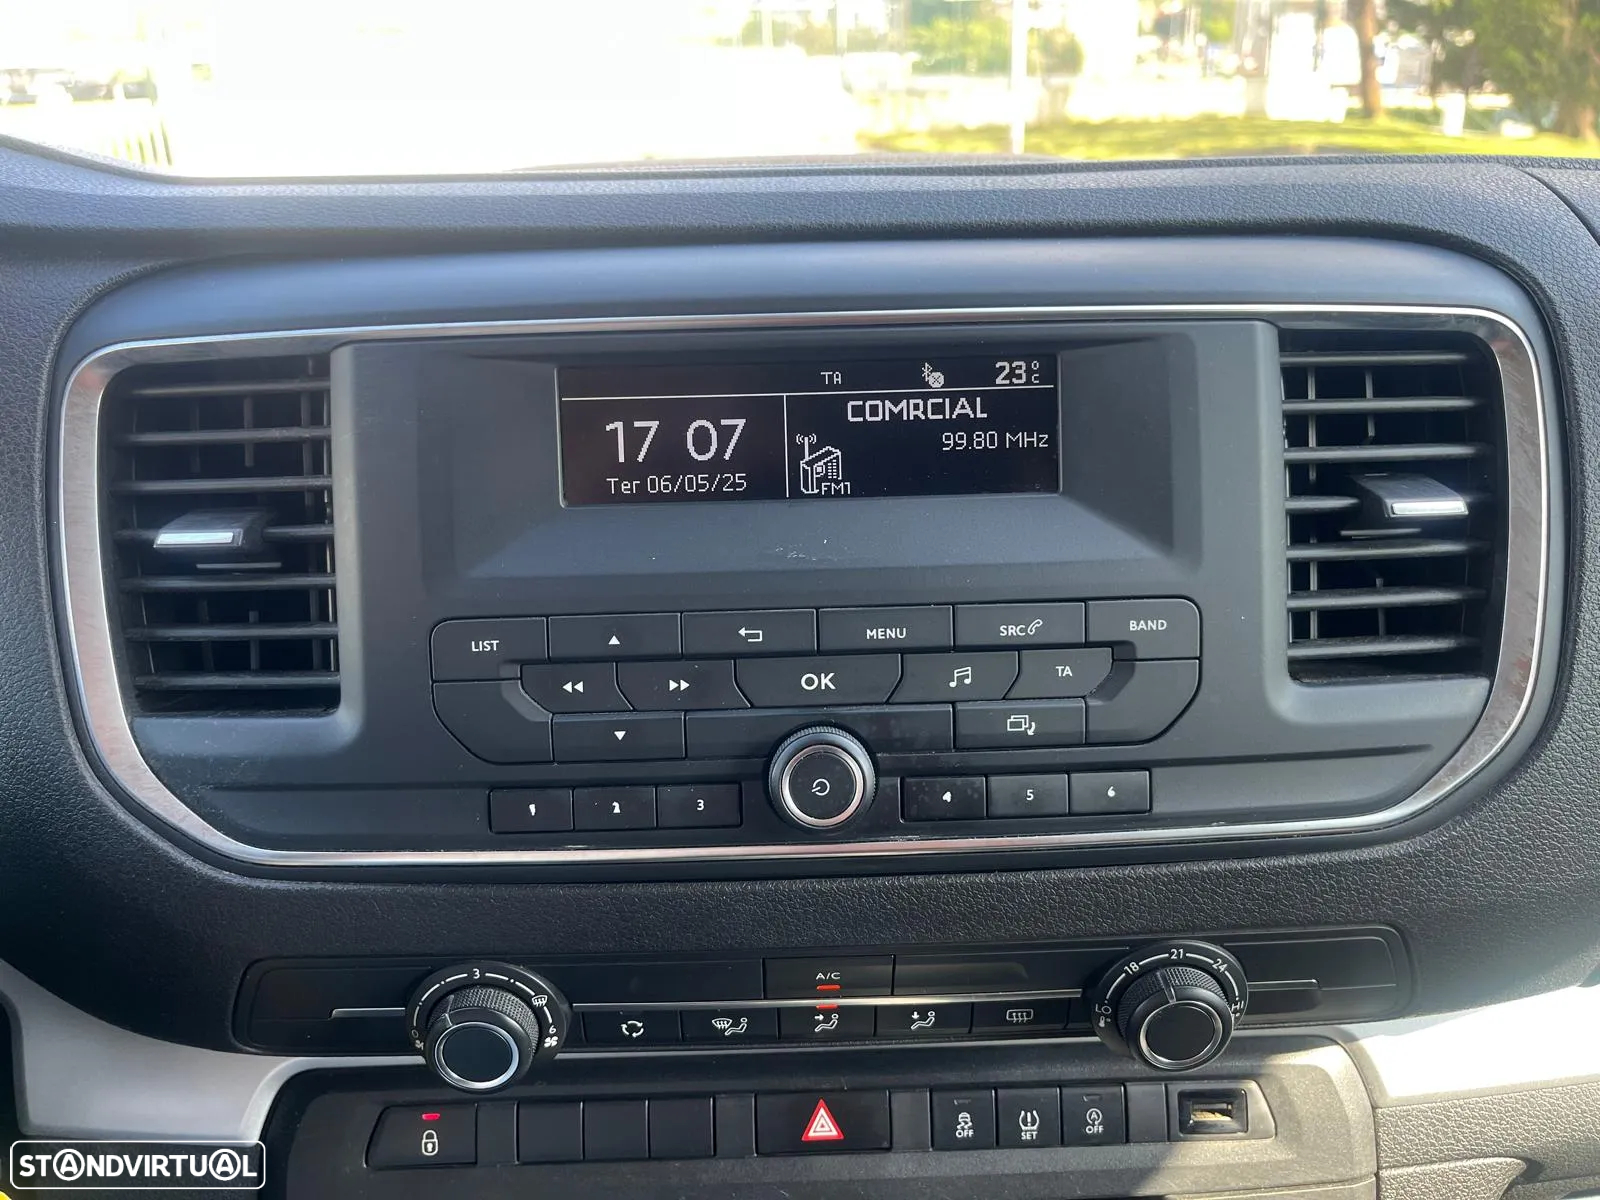 TA 23°C
17 07
COMRCIAL
99.80 MHz
Ter 06/05/25
FM1
LIST
MENU
SRC
BAND
OK
TA
1 2 3
4 5 6
3
0
6
A/C
LO 18 21 24 HI
OFF
SET
A OFF
STANDVIRTUAL